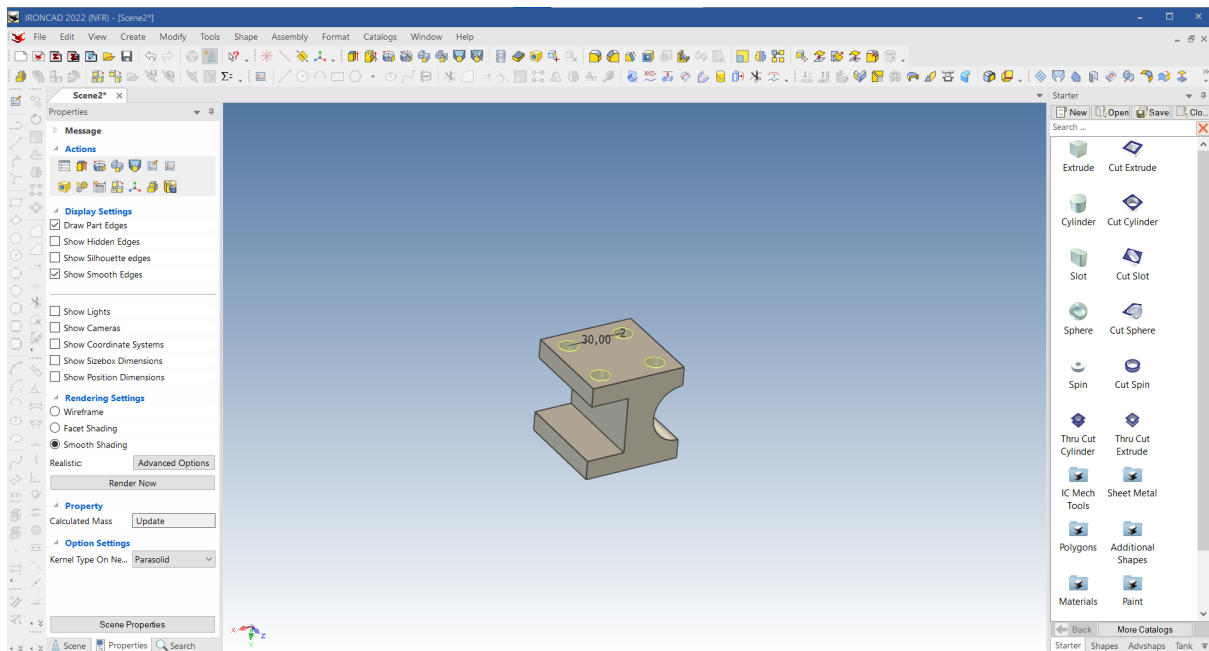 IRONCAD 2022 (NFR) - [Scene2*]
File Edit View Create Modify Tools Shape Assembly Format Catalogs Window Help
Scene2*
Properties
Message
Actions
Display Settings
Draw Part Edges
Show Hidden Edges
Show Silhouette edges
Show Smooth Edges
Show Lights
Show Cameras
Show Coordinate Systems
Show Sizebox Dimensions
Show Position Dimensions
Rendering Settings
Wireframe
Facet Shading
Smooth Shading
Realistic: Advanced Options
Render Now
Property
Calculated Mass Update
Option Settings
Kernel Type On Ne... Parasolid
Scene Properties
Scene Properties Search
30,00 2
X Z
Y
Starter
New Open Save Clo...
Search ...
Extrude Cut Extrude
Cylinder Cut Cylinder
Slot Cut Slot
Sphere Cut Sphere
Spin Cut Spin
Thru Cut Cylinder Thru Cut Extrude
IC Mech Tools Sheet Metal
Polygons Additional Shapes
Materials Paint
Back More Catalogs
Starter Shapes Advshaps Tank